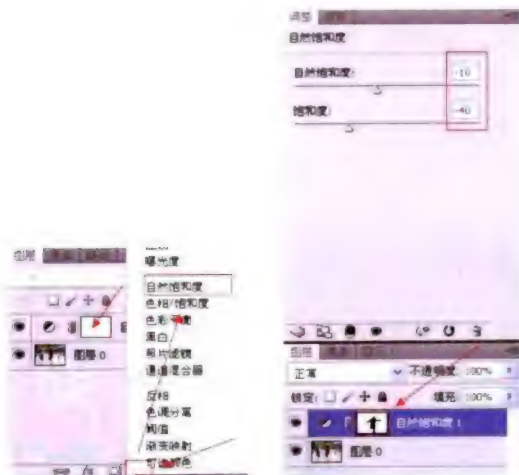 调整
自然饱和度
自然饱和度:
-10
饱和度:
-40
图层
图层 0
曝光度
自然饱和度
色相/饱和度
色彩平衡
黑白
照片滤镜
通道混合器
反相
色调分离
阈值
渐变映射
可选颜色
图层
正常
不透明度: 100%
锁定:
填充: 100%
自然饱和度 1
图层 0